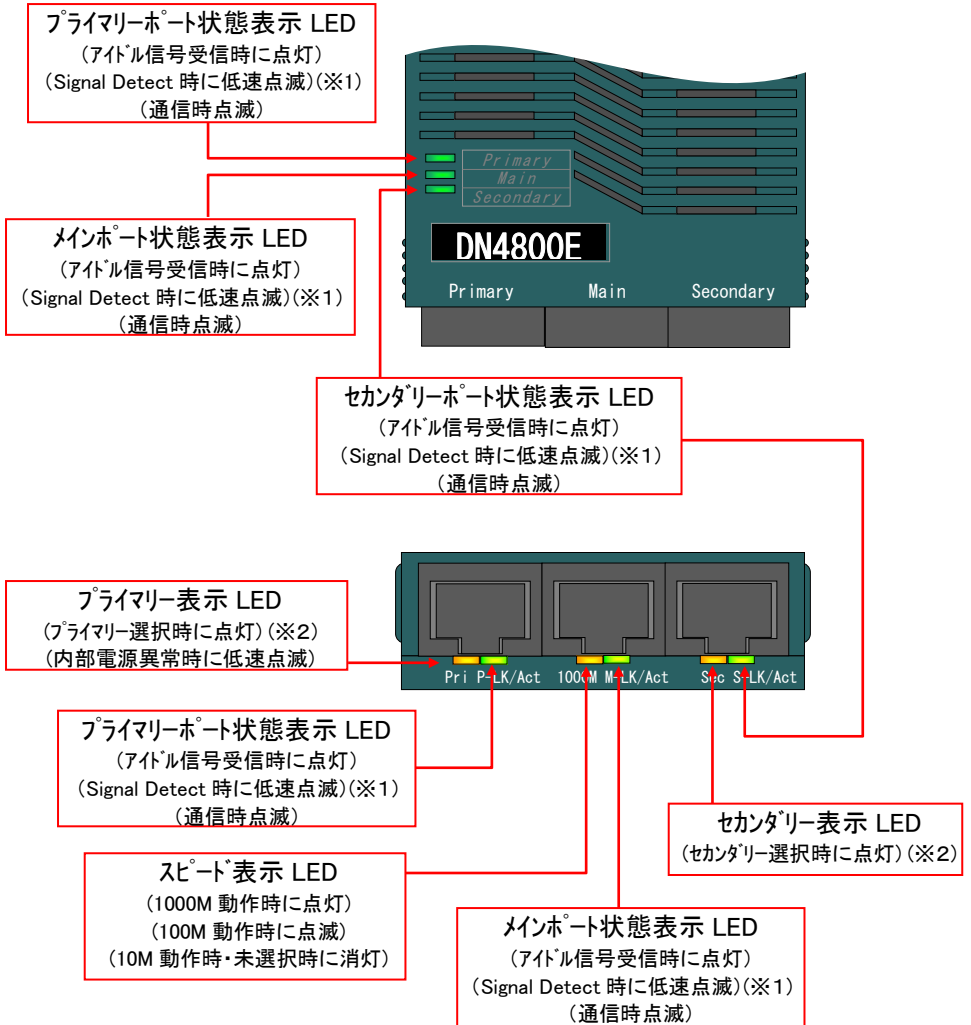 プライマリーポート状態表示 LED
(アイドル信号受信時に点灯)
(Signal Detect 時に低速点滅)(※1)
(通信時点滅)
Primary
Main
Secondary
メインポート状態表示 LED
(アイドル信号受信時に点灯)
(Signal Detect 時に低速点滅)(※1)
(通信時点滅)
DN4800E
Primary Main Secondary
セカンダリーポート状態表示 LED
(アイドル信号受信時に点灯)
(Signal Detect 時に低速点滅)(※1)
(通信時点滅)
プライマリー表示 LED
(プライマリー選択時に点灯)(※2)
(内部電源異常時に低速点滅)
Pri P-LK/Act 1000M M-LK/Act Sec S-LK/Act
プライマリーポート状態表示 LED
(アイドル信号受信時に点灯)
(Signal Detect 時に低速点滅)(※1)
(通信時点滅)
セカンダリー表示 LED
(セカンダリー選択時に点灯)(※2)
スピード表示 LED
(1000M 動作時に点灯)
(100M 動作時に点滅)
(10M 動作時・未選択時に消灯)
メインポート状態表示 LED
(アイドル信号受信時に点灯)
(Signal Detect 時に低速点滅)(※1)
(通信時点滅)